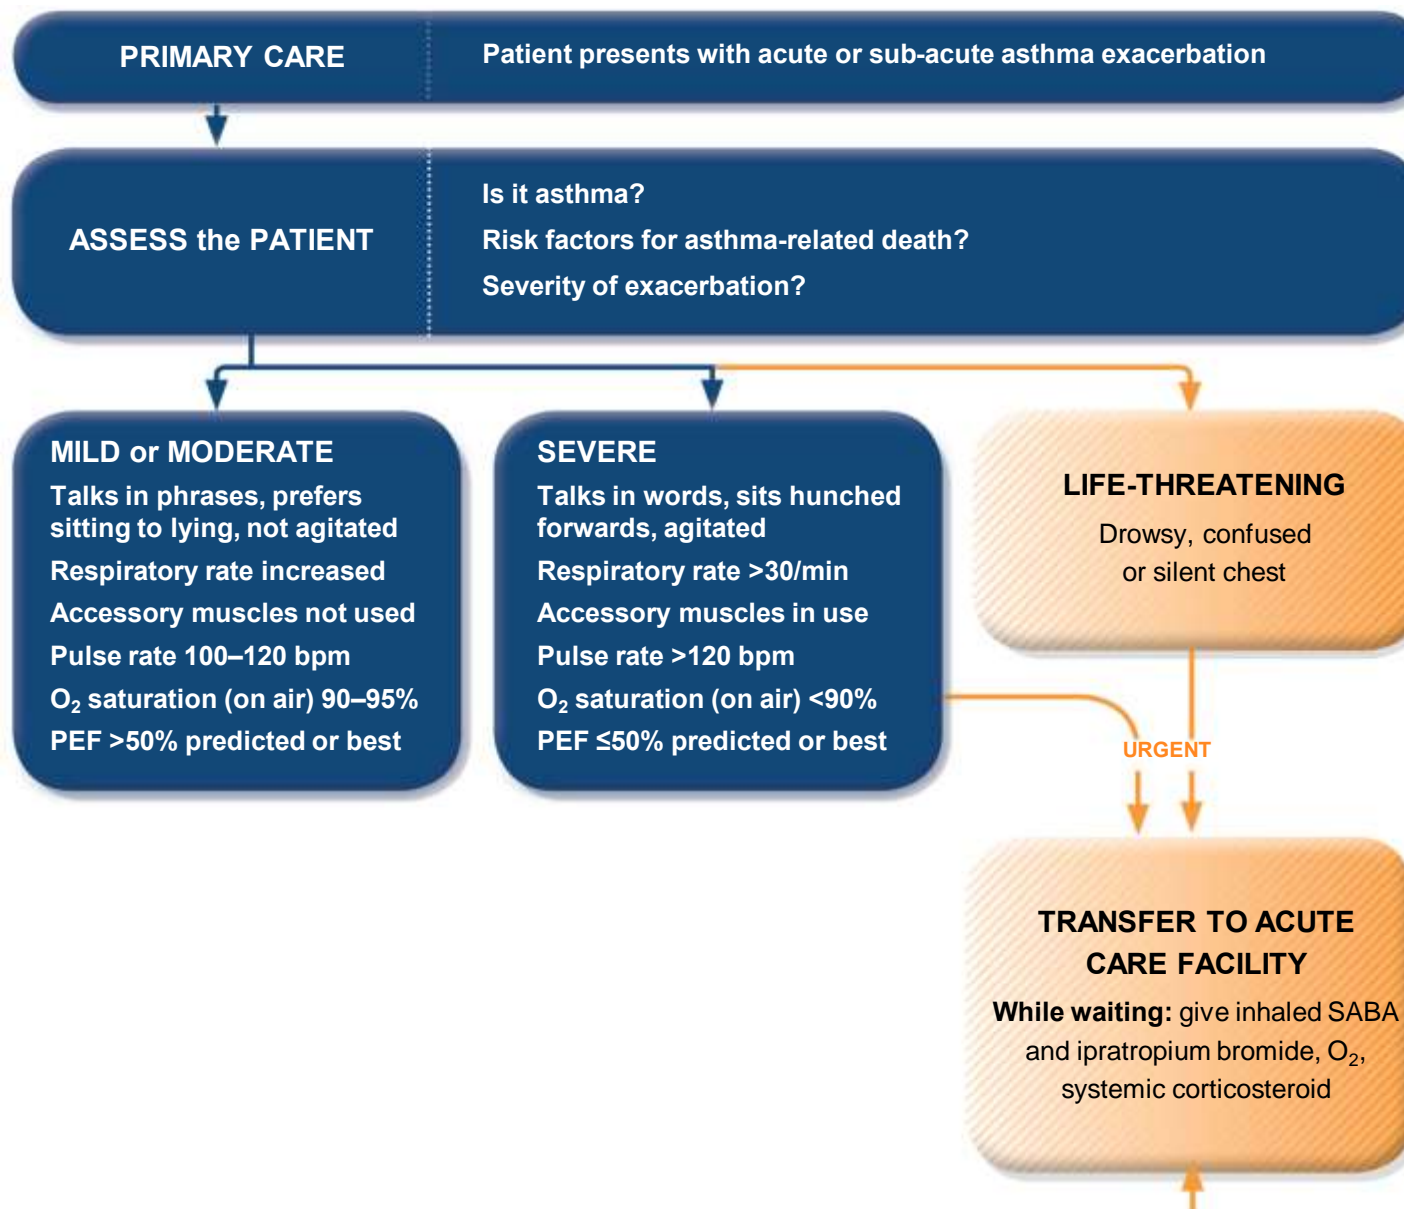 PRIMARY CARE
Patient presents with acute or sub-acute asthma exacerbation
ASSESS the PATIENT
Is it asthma?
Risk factors for asthma-related death?
Severity of exacerbation?
MILD or MODERATE
Talks in phrases, prefers
sitting to lying, not agitated
Respiratory rate increased
Accessory muscles not used
Pulse rate 100–120 bpm
O₂ saturation (on air) 90–95%
PEF >50% predicted or best
SEVERE
Talks in words, sits hunched
forwards, agitated
Respiratory rate >30/min
Accessory muscles in use
Pulse rate >120 bpm
O₂ saturation (on air) <90%
PEF ≤50% predicted or best
LIFE-THREATENING
Drowsy, confused
or silent chest
URGENT
TRANSFER TO ACUTE
CARE FACILITY
While waiting: give inhaled SABA
and ipratropium bromide, O₂,
systemic corticosteroid